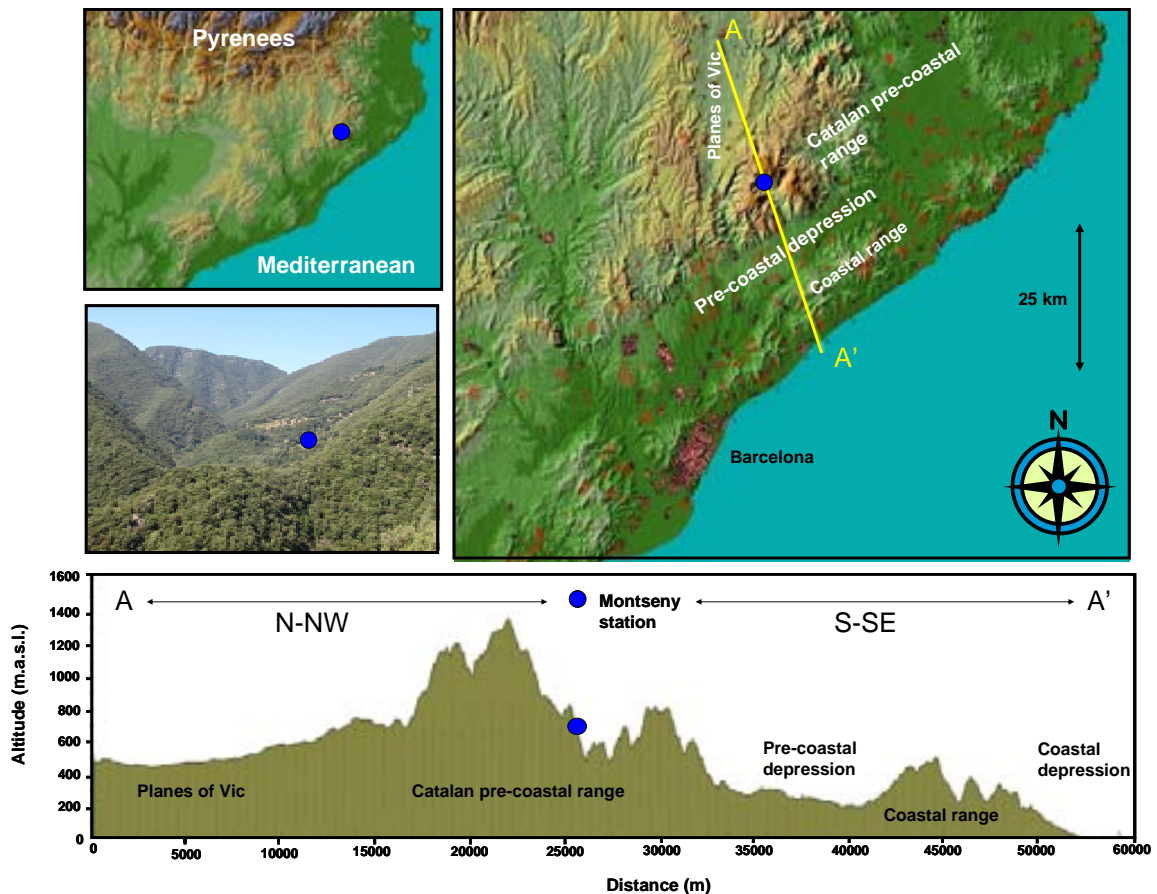 Pyrenees
Mediterranean
A
Planes of Vic
Catalan pre-coastal
range
Pre-coastal depression
Coastal range
A’
25 km
Barcelona
N
1600
1400
1200
1000
800
600
400
200
0
Altitude (m.a.s.l.)
A
N-NW
Montseny
station
S-SE
A’
Pre-coastal
depression
Coastal
depression
Planes of Vic
Catalan pre-coastal range
Coastal range
0 5000 10000 15000 20000 25000 30000 35000 40000 45000 50000 55000 60000
Distance (m)